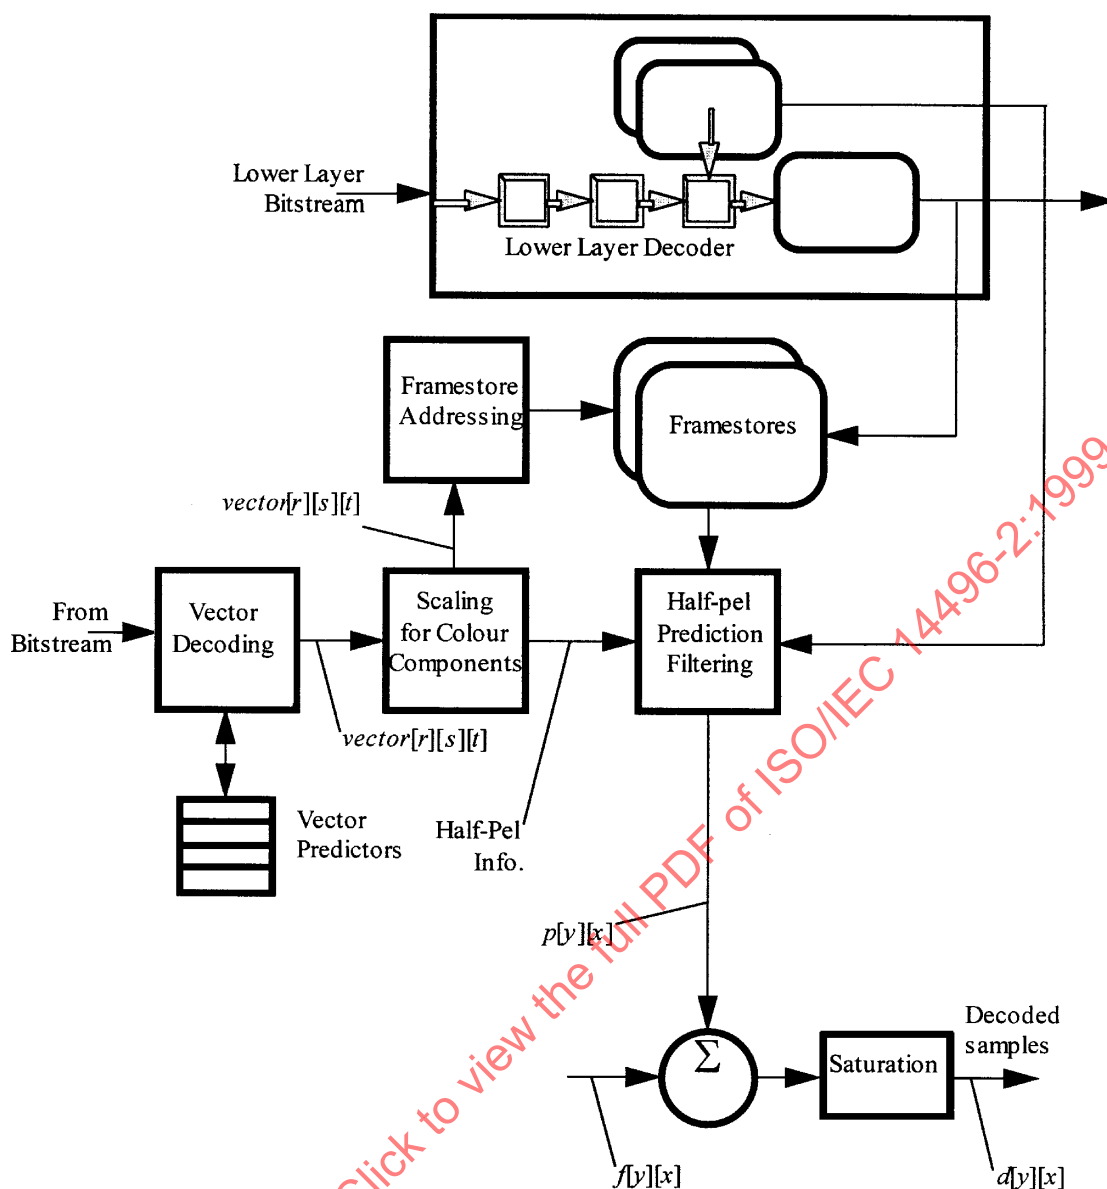 Lower Layer
Bitstream
Lower Layer Decoder
Framestore
Addressing
Framestores
vector[r][s][t]
From
Bitstream
Vector
Decoding
Scaling
for Colour
Components
Half-pel
Prediction
Filtering
vector[r][s][t]
Vector
Predictors
Half-Pel
Info.
p[y][x]
Σ
Saturation
Decoded
samples
f[y][x]
d[y][x]
Click to view the full PDF of ISO/IEC 14496-2:1999